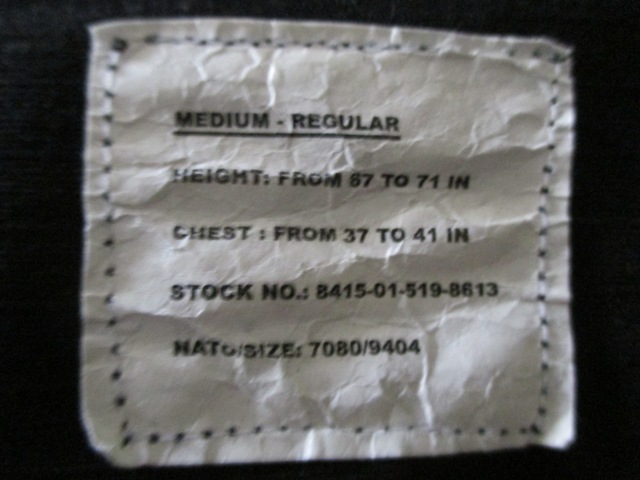 MEDIUM - REGULAR
HEIGHT: FROM 67 TO 71 IN
CHEST : FROM 37 TO 41 IN
STOCK NO.: 8415-01-519-8613
NATO/SIZE: 7080/9404